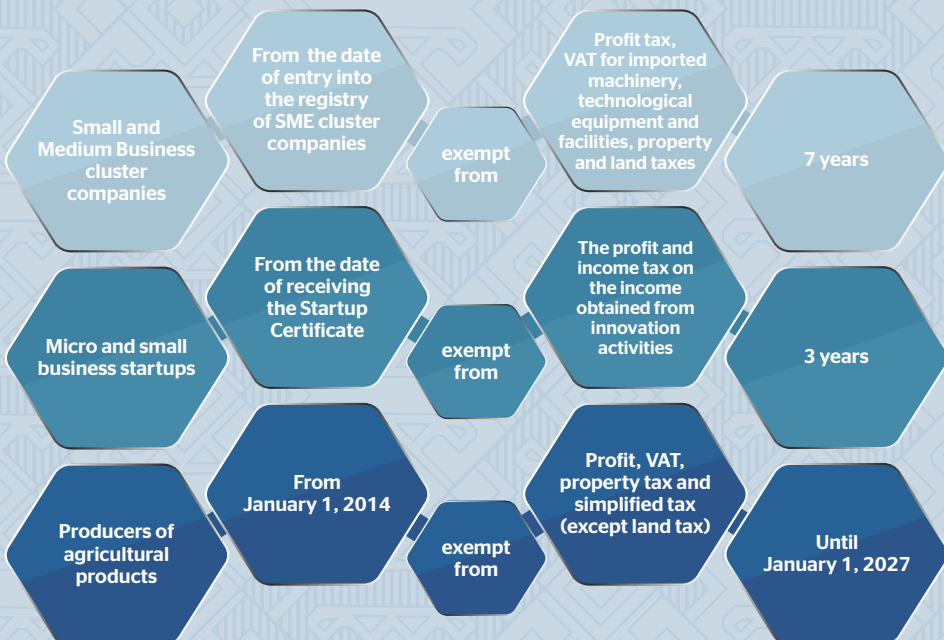 Small and
Medium Business
cluster
companies
From the date
of entry into
the registry
of SME cluster
companies
exempt
from
Profit tax,
VAT for imported
machinery,
technological
equipment and
facilities, property
and land taxes
7 years
Micro and small
business startups
From the date
of receiving
the Startup
Certificate
exempt
from
The profit and
income tax on
the income
obtained from
innovation
activities
3 years
Producers of
agricultural
products
From
January 1, 2014
exempt
from
Profit, VAT,
property tax and
simplified tax
(except land tax)
Until
January 1, 2027